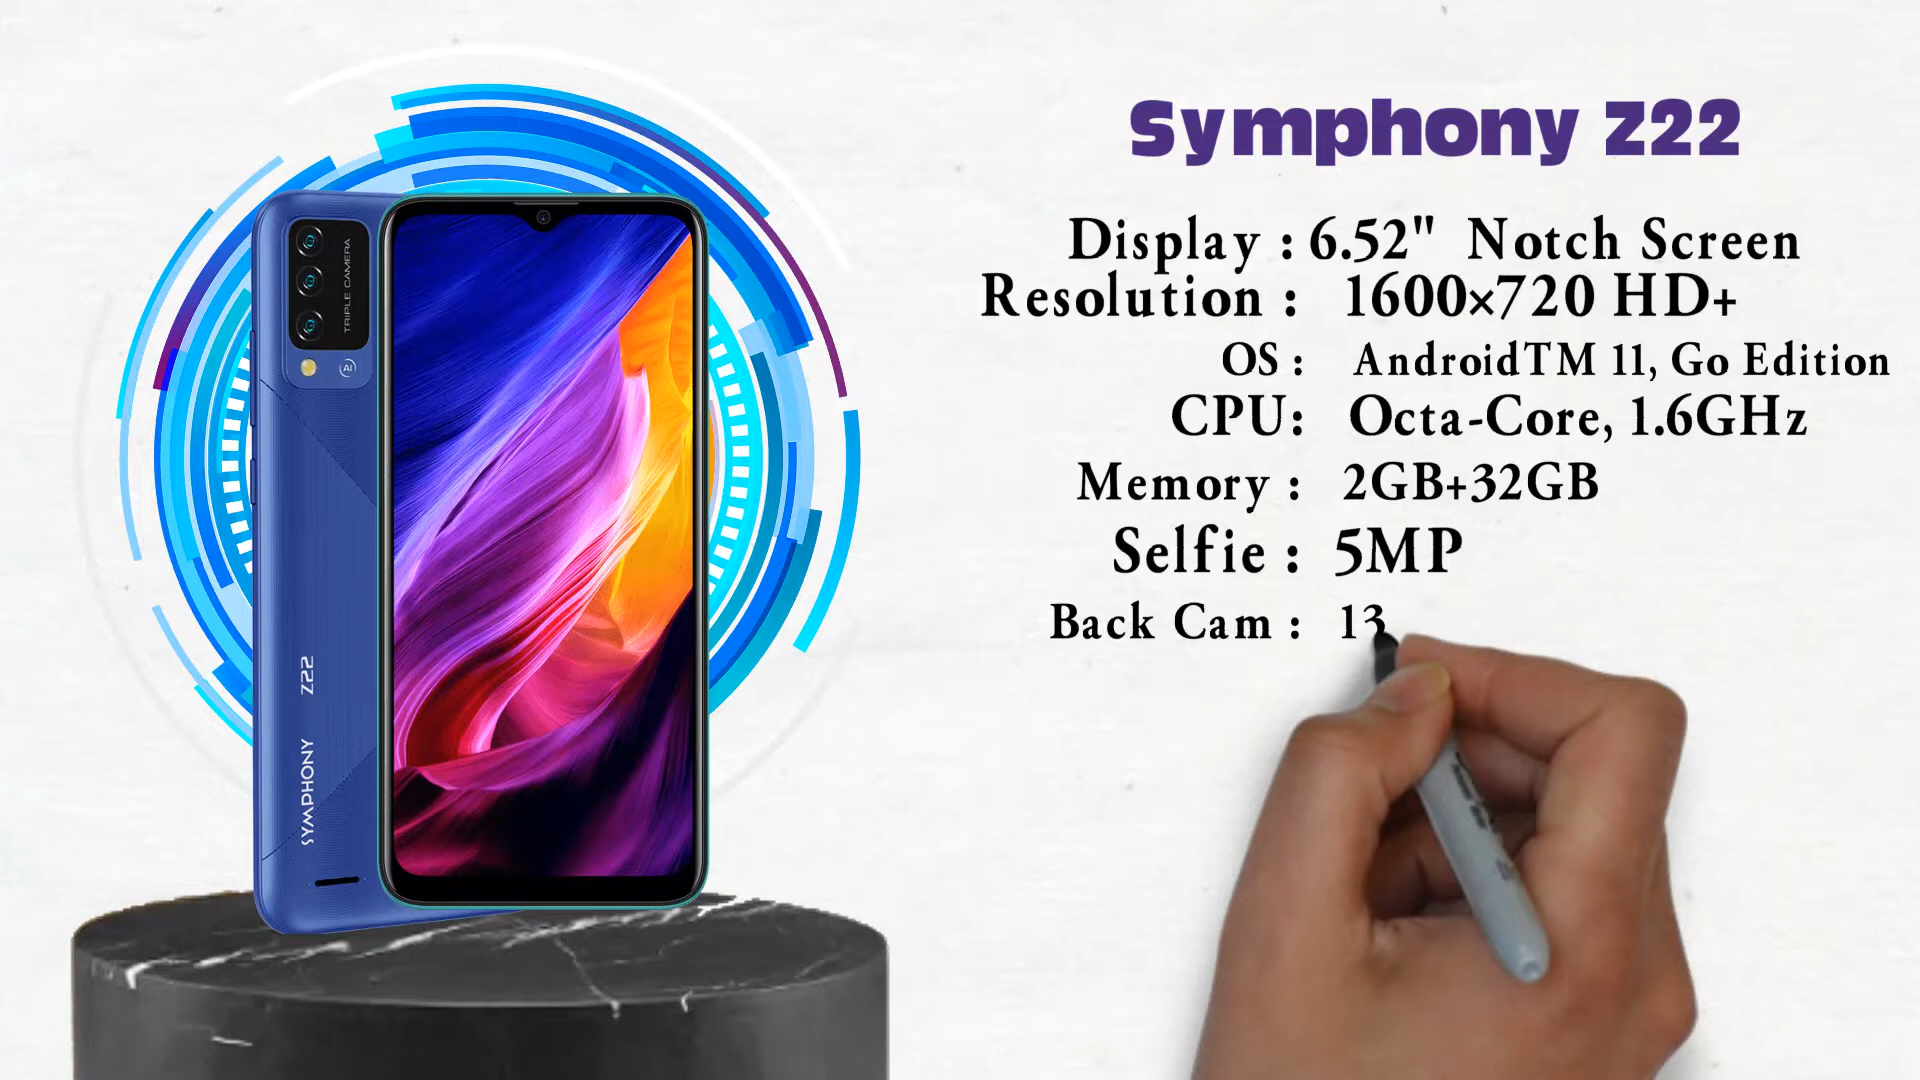 Symphony Z22
Display : 6.52" Notch Screen
Resolution : 1600×720 HD+
OS : AndroidTM 11, Go Edition
CPU: Octa-Core, 1.6GHz
Memory : 2GB+32GB
Selfie : 5MP
Back Cam : 13
TRIPLE CAMERA
AI
SYMPHONY Z22